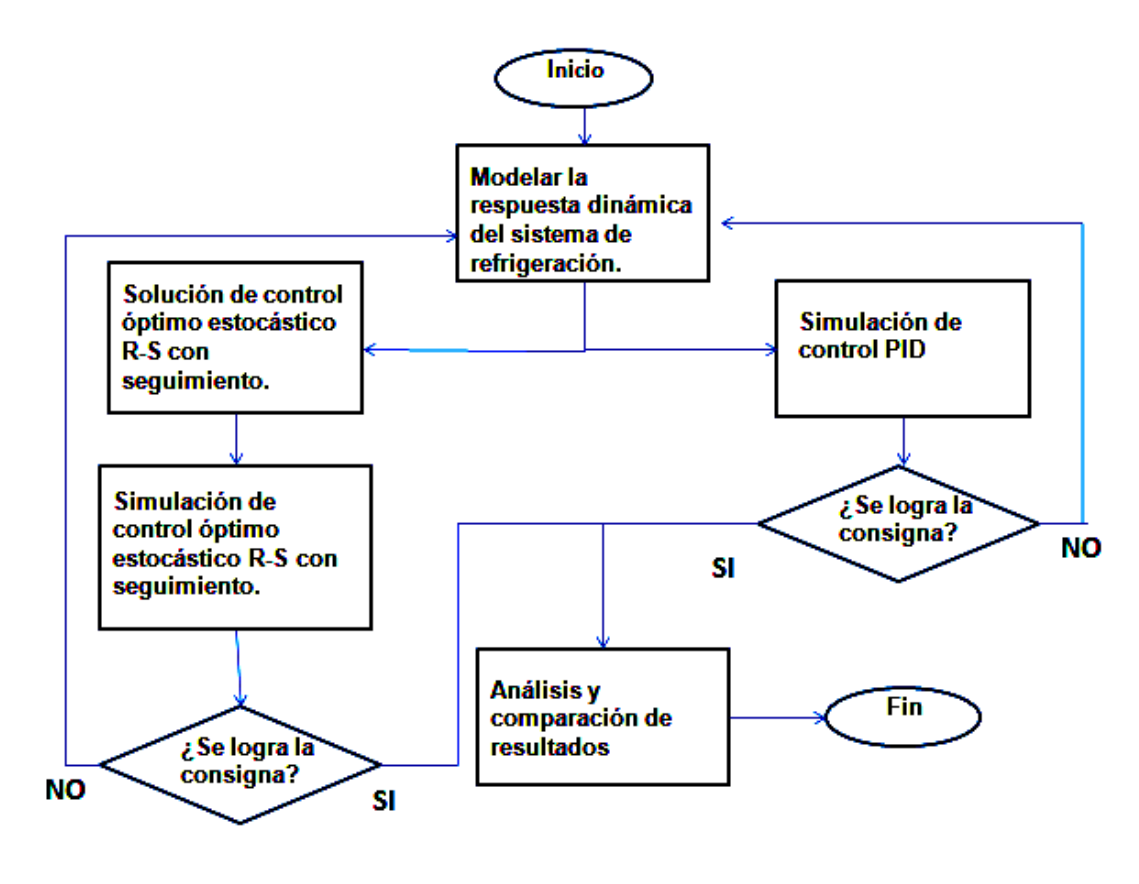 Inicio
Modelar la
respuesta dinámica
del sistema de
refrigeración.
Solución de control
óptimo estocástico
R-S con
seguimiento.
Simulación de
control PID
Simulación de
control óptimo
estocástico R-S con
seguimiento.
¿Se logra la
consigna?
SI
NO
Análisis y
comparación de
resultados
Fin
¿Se logra la
consigna?
NO
SI